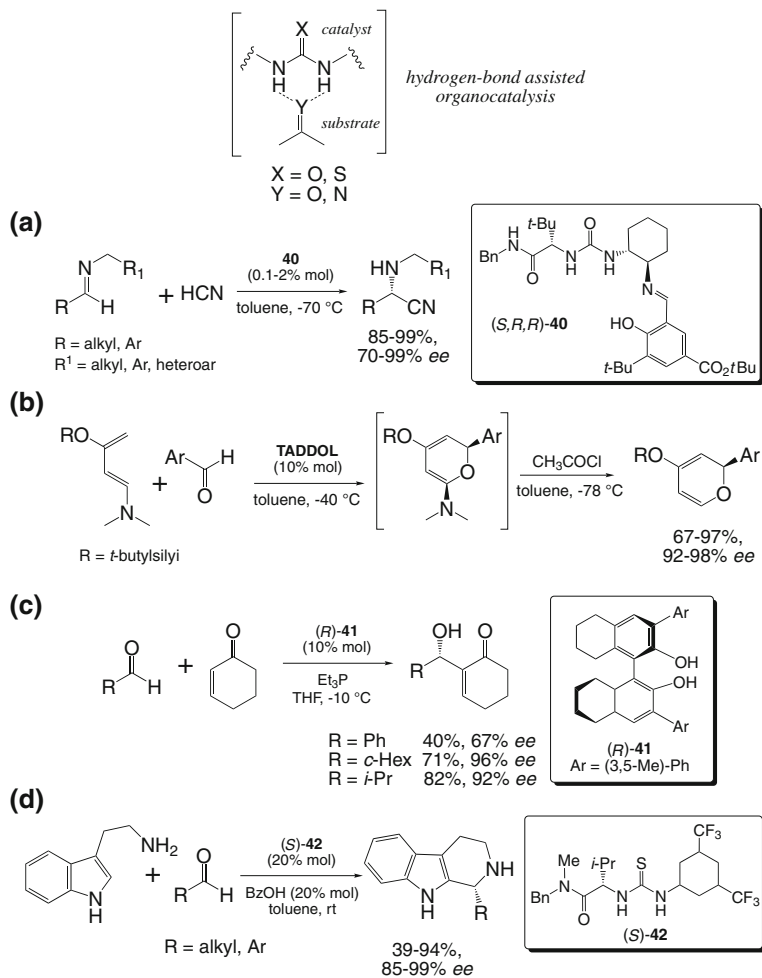 X
catalyst
N N
H H
Y
substrate
hydrogen-bond assisted
organocatalysis
X = O, S
Y = O, N
(a)
N R1
R H
+ HCN
40
(0.1-2% mol)
toluene, -70 °C
HN R1
R CN
85-99%,
70-99% ee
R = alkyl, Ar
R1 = alkyl, Ar, heteroar
t-Bu O
H
N
Bn
O
N N
H H
N
(S,R,R)-40
HO
t-Bu CO2tBu
(b)
RO
N
+
Ar H
O
TADDOL
(10% mol)
toluene, -40 °C
RO Ar
O
N
CH3COCl
toluene, -78 °C
RO Ar
O
R = t-butylsilyi
67-97%,
92-98% ee
(c)
O
R H
+
O
(R)-41
(10% mol)
Et3P
THF, -10 °C
OH O
R
R = Ph 40%, 67% ee
R = c-Hex 71%, 96% ee
R = i-Pr 82%, 92% ee
Ar
OH
OH
Ar
(R)-41
Ar = (3,5-Me)-Ph
(d)
NH2
N
H
+
O
R H
(S)-42
(20% mol)
BzOH (20% mol)
toluene, rt
NH
N
H R
R = alkyl, Ar
39-94%,
85-99% ee
CF3
Me i-Pr S
N
Bn
O
N N
H H
CF3
(S)-42